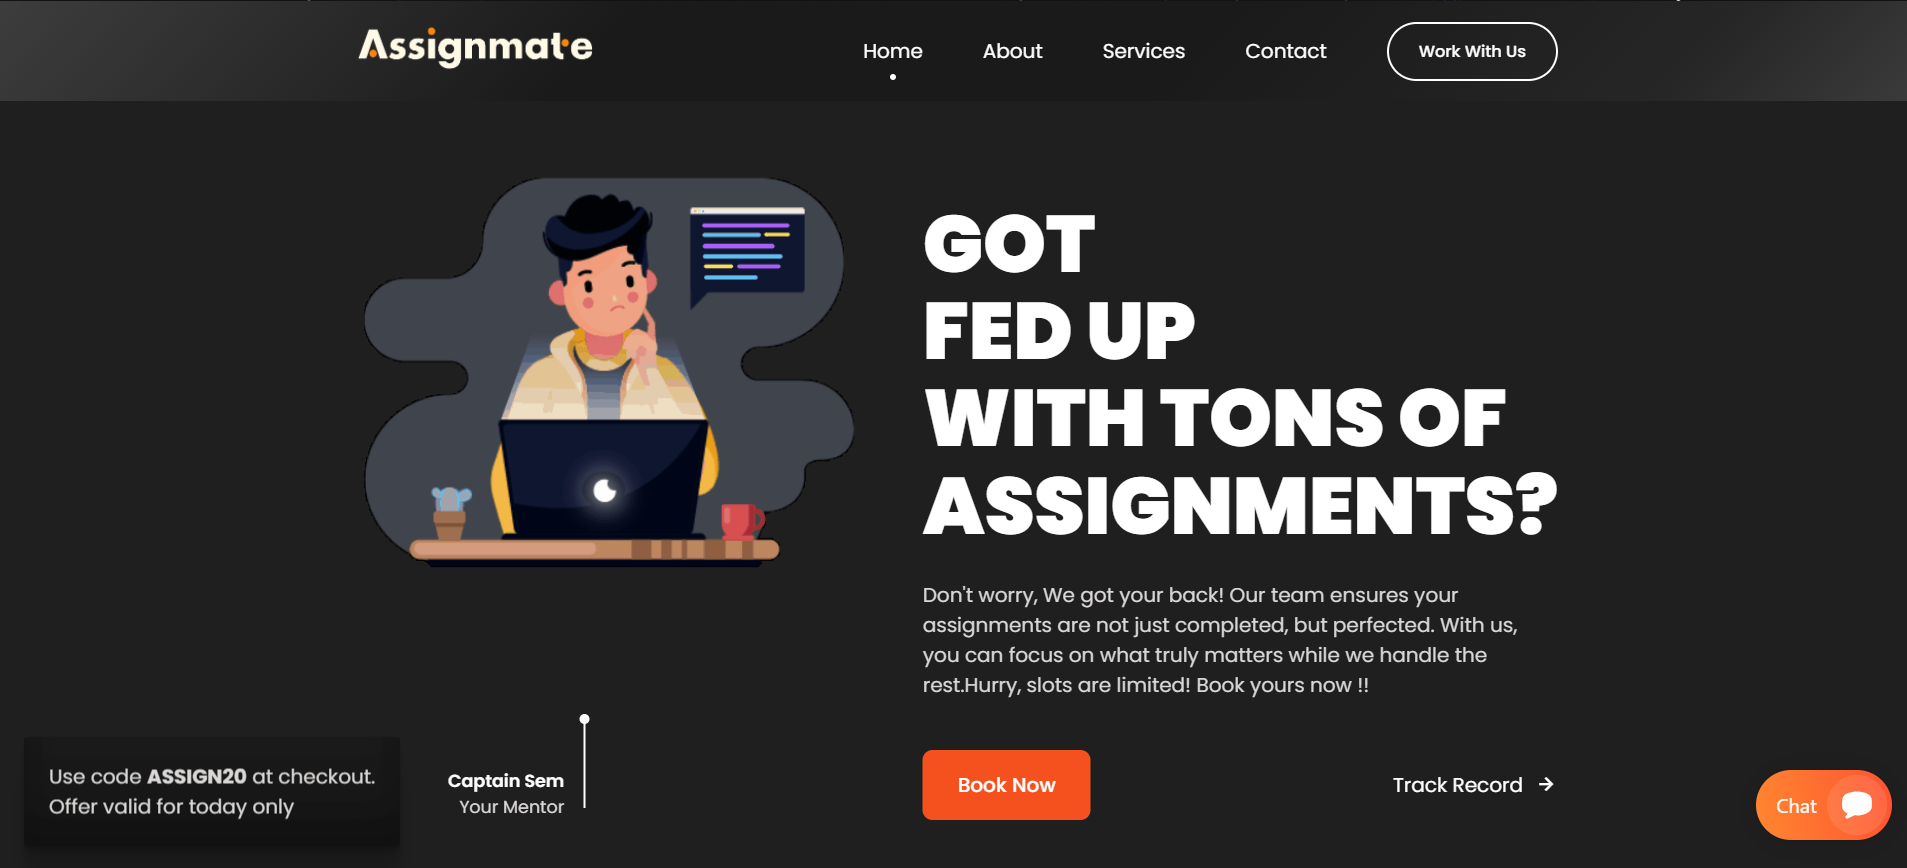 Assignmate
Home
About
Services
Contact
Work With Us
GOT
FED UP
WITH TONS OF
ASSIGNMENTS?
Don't worry, We got your back! Our team ensures your
assignments are not just completed, but perfected. With us,
you can focus on what truly matters while we handle the
rest.Hurry, slots are limited! Book yours now !!
Use code ASSIGN20 at checkout.
Offer valid for today only
Captain Sem
Your Mentor
Book Now
Track Record
Chat